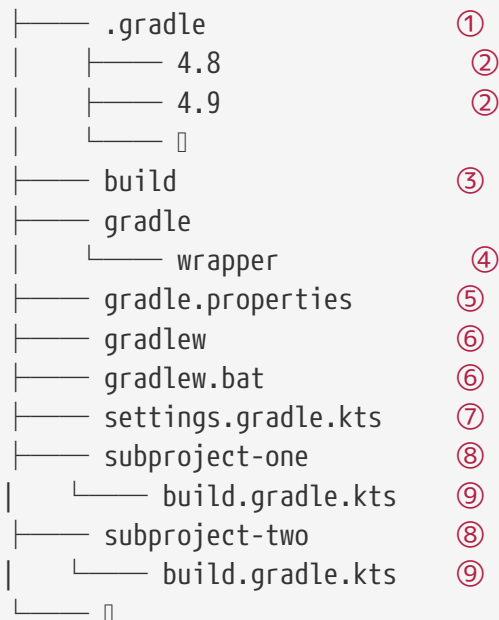 ├── .gradle ①
│ ├── 4.8 ②
│ ├── 4.9 ②
│ └── ▯
├── build ③
├── gradle
│ └── wrapper ④
├── gradle.properties ⑤
├── gradlew ⑥
├── gradlew.bat ⑥
├── settings.gradle.kts ⑦
├── subproject-one ⑧
| └── build.gradle.kts ⑨
├── subproject-two ⑧
| └── build.gradle.kts ⑨
└── ▯